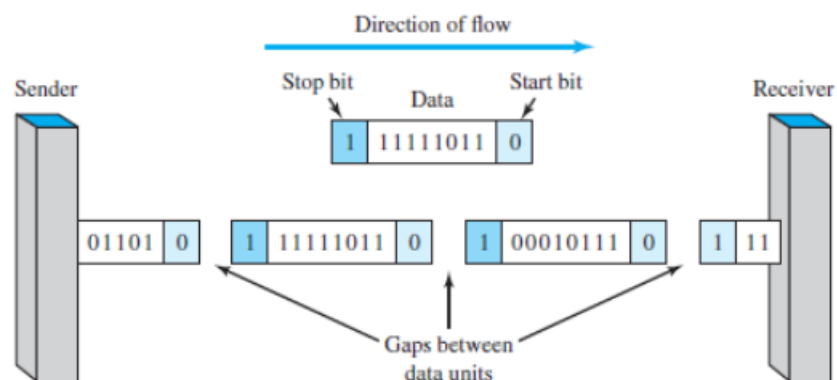 Direction of flow
Sender
Stop bit
Data
Start bit
Receiver
1 11111011 0
01101 0 1 11111011 0 1 00010111 0 1 11
Gaps between
data units